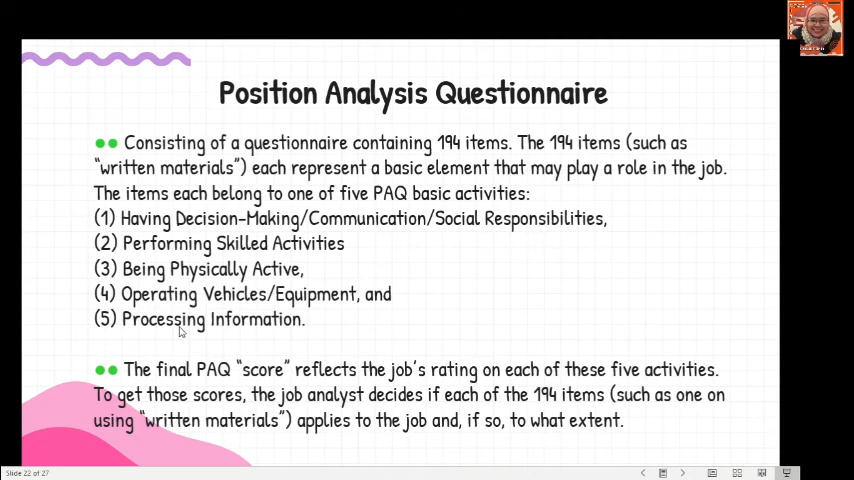 Position Analysis Questionnaire
Consisting of a questionnaire containing 194 items. The 194 items (such as
"written materials") each represent a basic element that may play a role in the job.
The items each belong to one of five PAQ basic activities:
(1) Having Decision-Making/Communication/Social Responsibilities,
(2) Performing Skilled Activities
(3) Being Physically Active,
(4) Operating Vehicles/Equipment, and
(5) Processing Information.
The final PAQ "score" reflects the job's rating on each of these five activities.
To get those scores, the job analyst decides if each of the 194 items (such as one on
using "written materials") applies to the job and, if so, to what extent.
Slide 22 of 27